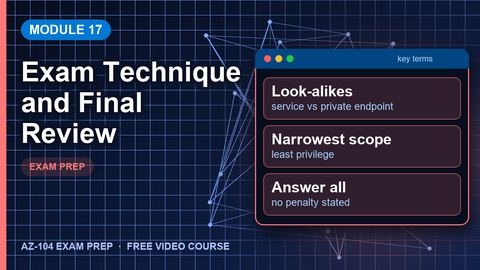 MODULE 17
Exam Technique
and Final
Review
EXAM PREP
AZ-104 EXAM PREP · FREE VIDEO COURSE
key terms
Look-alikes
service vs private endpoint
Narrowest scope
least privilege
Answer all
no penalty stated